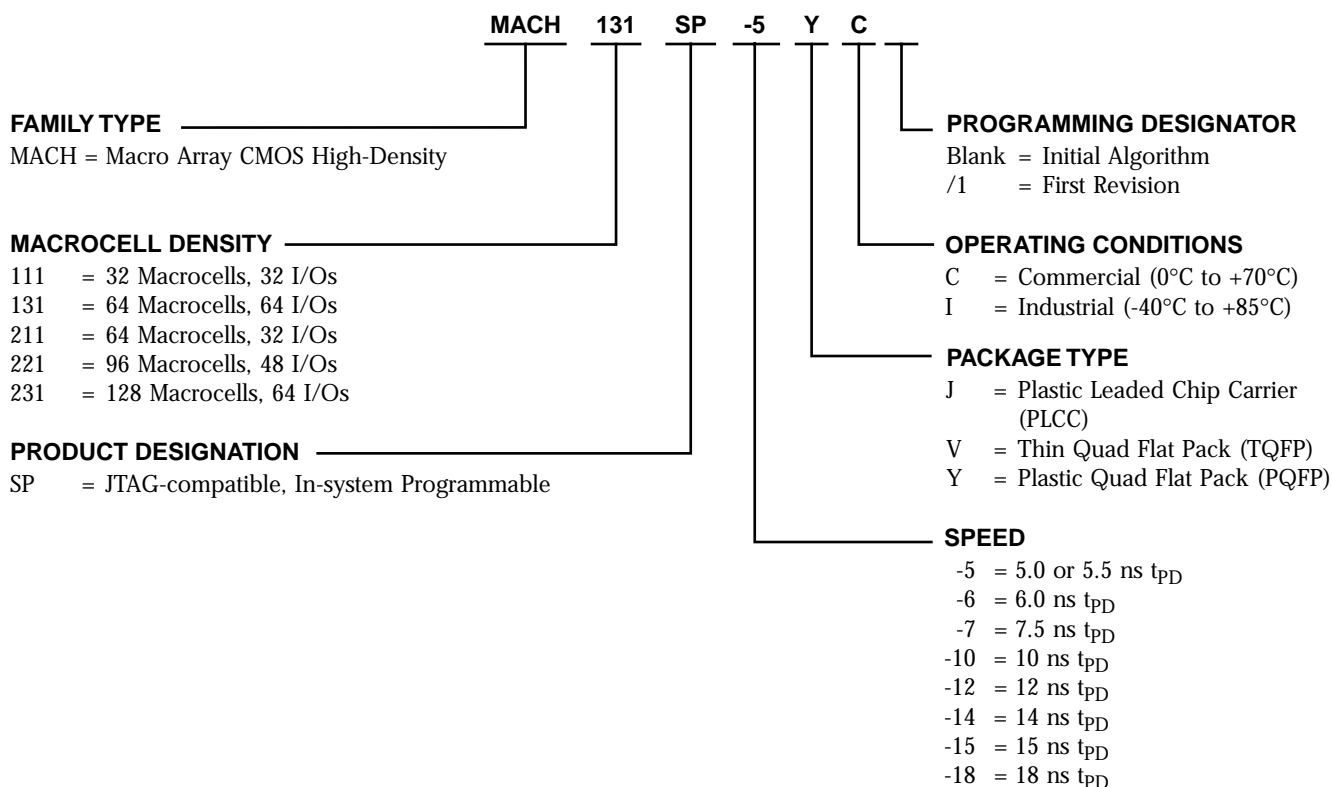 MACH 131 SP -5 Y C
FAMILY TYPE
MACH = Macro Array CMOS High-Density
MACROCELL DENSITY
111 = 32 Macrocells, 32 I/Os
131 = 64 Macrocells, 64 I/Os
211 = 64 Macrocells, 32 I/Os
221 = 96 Macrocells, 48 I/Os
231 = 128 Macrocells, 64 I/Os
PRODUCT DESIGNATION
SP = JTAG-compatible, In-system Programmable
PROGRAMMING DESIGNATOR
Blank = Initial Algorithm
/1 = First Revision
OPERATING CONDITIONS
C = Commercial (0°C to +70°C)
I = Industrial (-40°C to +85°C)
PACKAGE TYPE
J = Plastic Leaded Chip Carrier
(PLCC)
V = Thin Quad Flat Pack (TQFP)
Y = Plastic Quad Flat Pack (PQFP)
SPEED
-5 = 5.0 or 5.5 ns tPD
-6 = 6.0 ns tPD
-7 = 7.5 ns tPD
-10 = 10 ns tPD
-12 = 12 ns tPD
-14 = 14 ns tPD
-15 = 15 ns tPD
-18 = 18 ns tPD